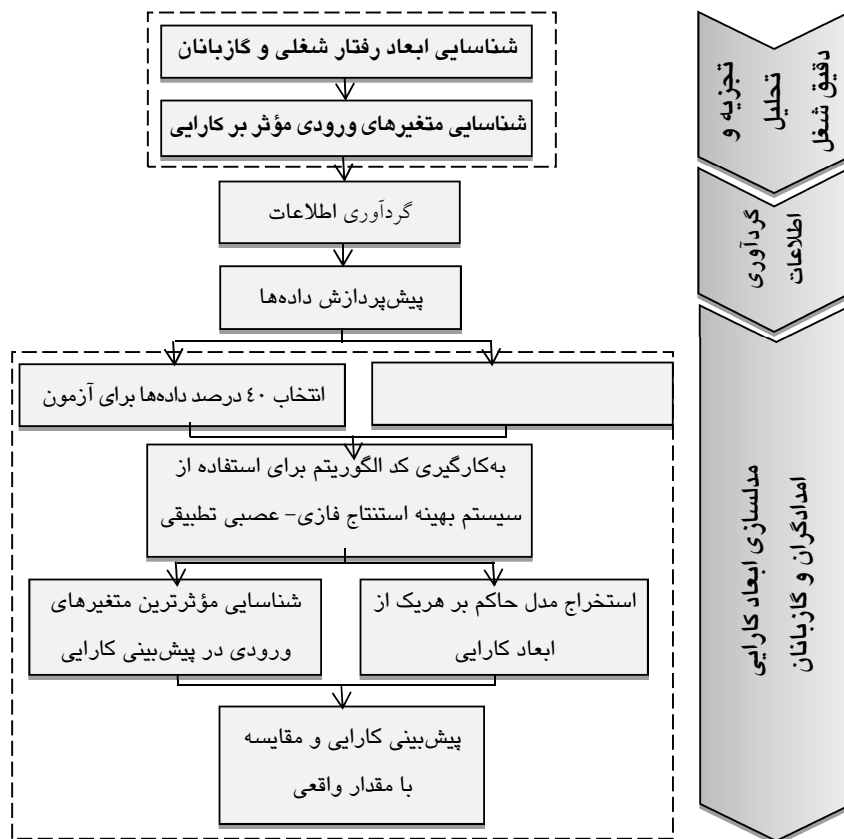 شناسایی ابعاد رفتار شغلی و گازبانان
شناسایی متغیرهای ورودی مؤثر بر کارایی
گردآوری اطلاعات
پیش‌پردازش داده‌ها
انتخاب ٤٠ درصد داده‌ها برای آزمون
به‌کارگیری کد الگوریتم برای استفاده از
سیستم بهینه استنتاج فازی- عصبی تطبیقی
استخراج مدل حاکم بر هریک از
ابعاد کارایی
شناسایی مؤثرترین متغیرهای
ورودی در پیش‌بینی کارایی
پیش‌بینی کارایی و مقایسه
با مقدار واقعی
تجزیه و
تحلیل
دقیق شغل
گردآوری
اطلاعات
مدلسازی ابعاد کارایی
امدادگران و گازبانان